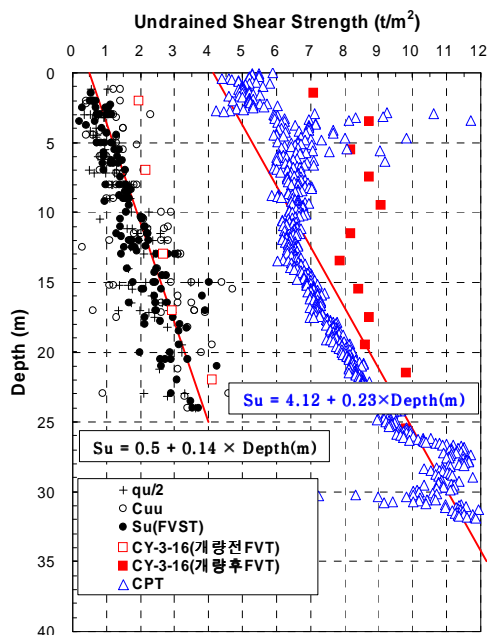 Undrained Shear Strength (t/m²)
0 1 2 3 4 5 6 7 8 9 10 11 12
0
5
10
15
20
25
30
35
40
Depth (m)
Su = 4.12 + 0.23×Depth(m)
Su = 0.5 + 0.14 × Depth(m)
qu/2
Cuu
Su(FVST)
CY-3-16(개량전FVT)
CY-3-16(개량후FVT)
CPT